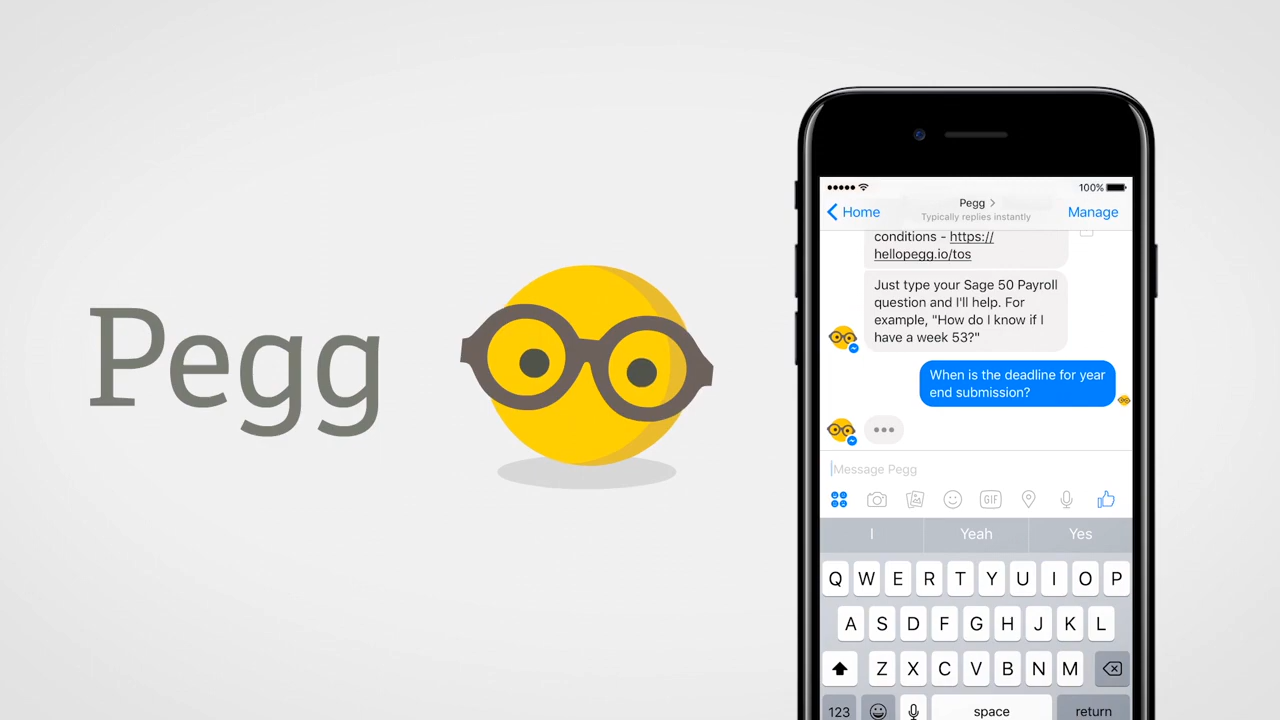 Pegg
100%
Home
Pegg
Typically replies instantly
Manage
conditions - https://
hellopegg.io/tos
Just type your Sage 50 Payroll
question and I'll help. For
example, "How do I know if I
have a week 53?"
When is the deadline for year
end submission?
Message Pegg
GIF
I Yeah Yes
Q W E R T Y U I O P
A S D F G H J K L
Z X C V B N M
123 space return